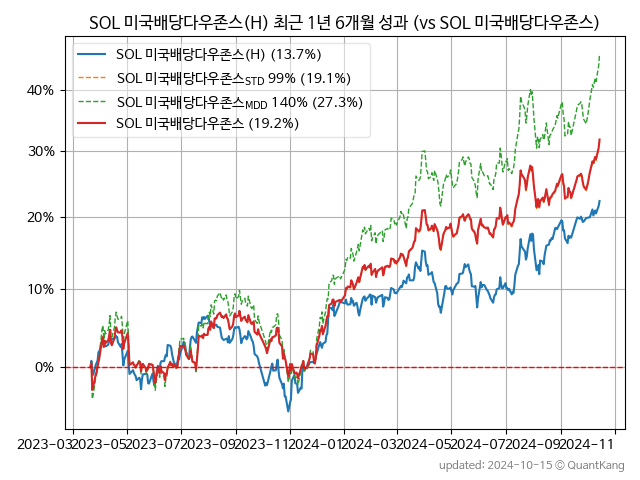 SOL 미국배당다우존스(H) 최근 1년 6개월 성과 (vs SOL 미국배당다우존스)
SOL 미국배당다우존스(H) (13.7%)
SOL 미국배당다우존스STD 99% (19.1%)
SOL 미국배당다우존스MDD 140% (27.3%)
SOL 미국배당다우존스 (19.2%)
40%
30%
20%
10%
0%
2023-03 2023-05 2023-07 2023-09 2023-11 2024-01 2024-03 2024-05 2024-07 2024-09 2024-11
updated: 2024-10-15 © QuantKang